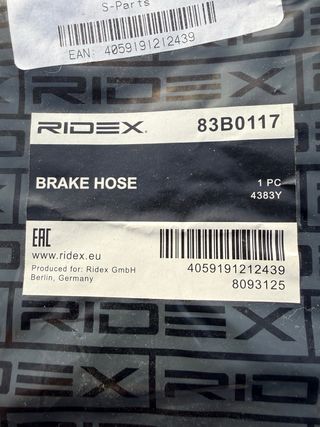 S-Parts
EAN: 4059191212439
RIDEX
RIDEX 83B0117
BRAKE HOSE
1 PC
4383Y
EAC
www.ridex.eu
Produced for: Ridex GmbH
Berlin, Germany
4059191212439
8093125
RIDEX